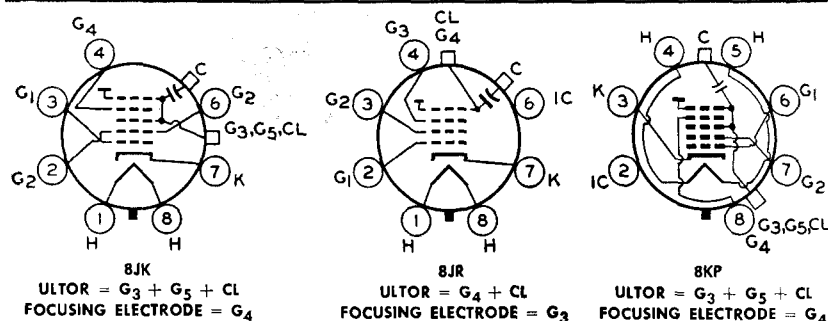 G4
4
C
G1
3
6
G2
G3,G5,CL
G2
2
7
K
1
8
H
H
8JK
ULTOR = G3 + G5 + CL
FOCUSING ELECTRODE = G4
CL
G4
G3
4
C
G2
3
6
IC
G1
2
7
K
1
8
H
H
8JR
ULTOR = G4 + CL
FOCUSING ELECTRODE = G3
C
H
4
5
H
K
3
6
G1
IC
2
7
G2
8
G3,G5,CL
G4
8KP
ULTOR = G3 + G5 + CL
FOCUSING ELECTRODE = G4